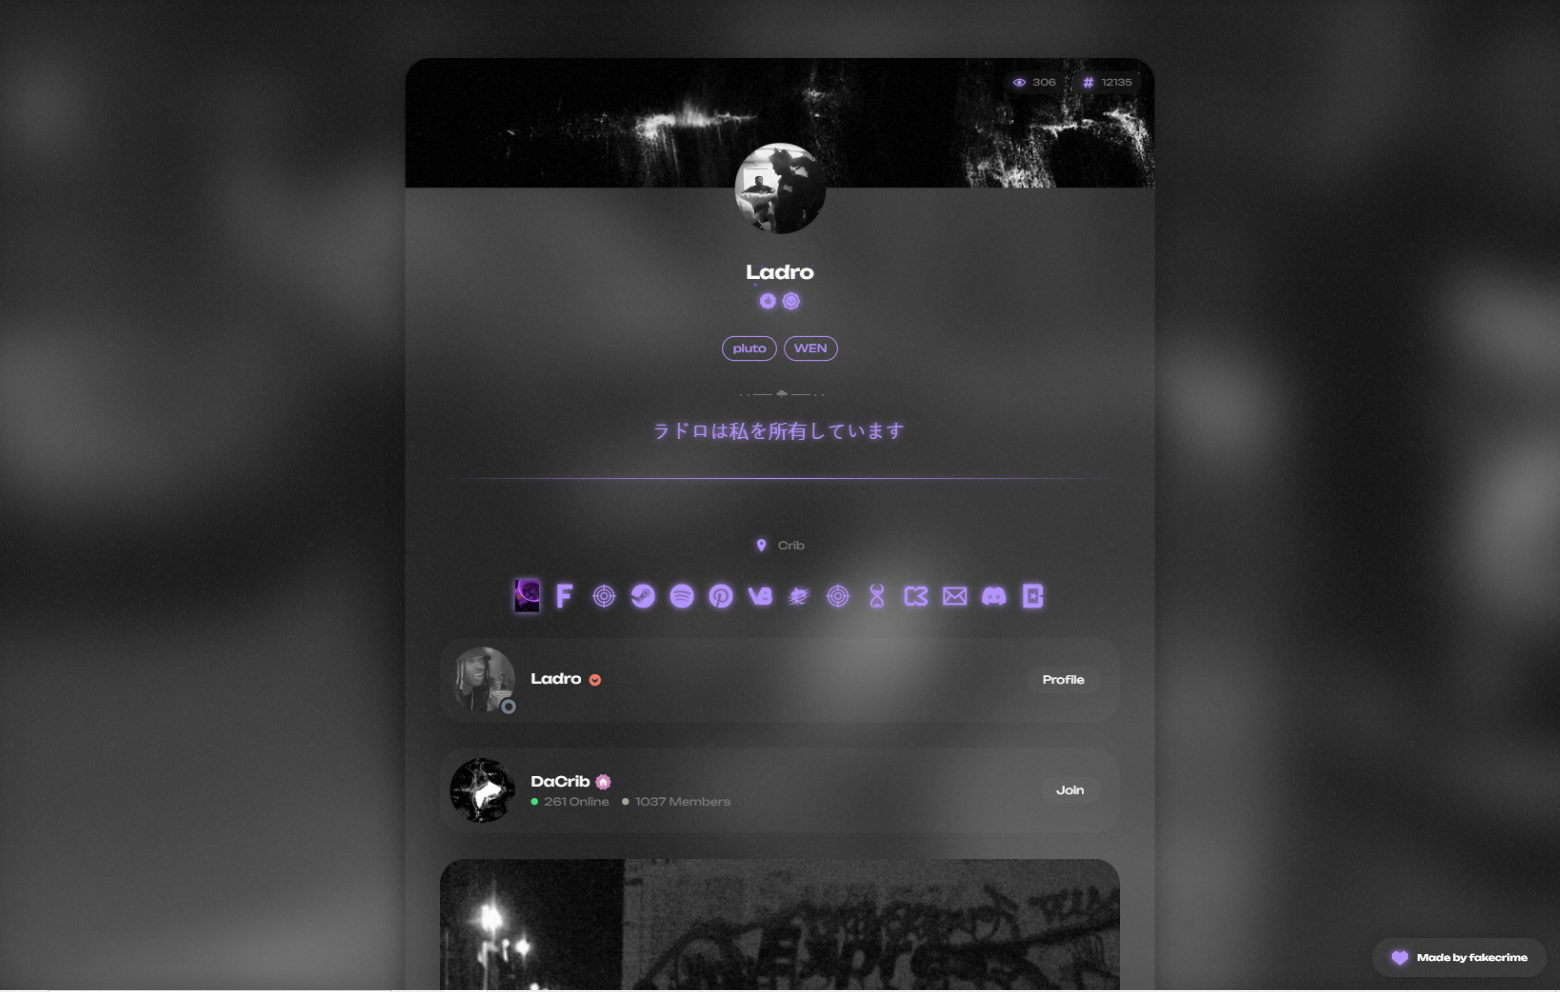 306 12135
Ladro
pluto WEN
ラドロは私を所有しています
Crib
Ladro
Profile
DaCrib
261 Online 1037 Members
Join
Made by fakecrime